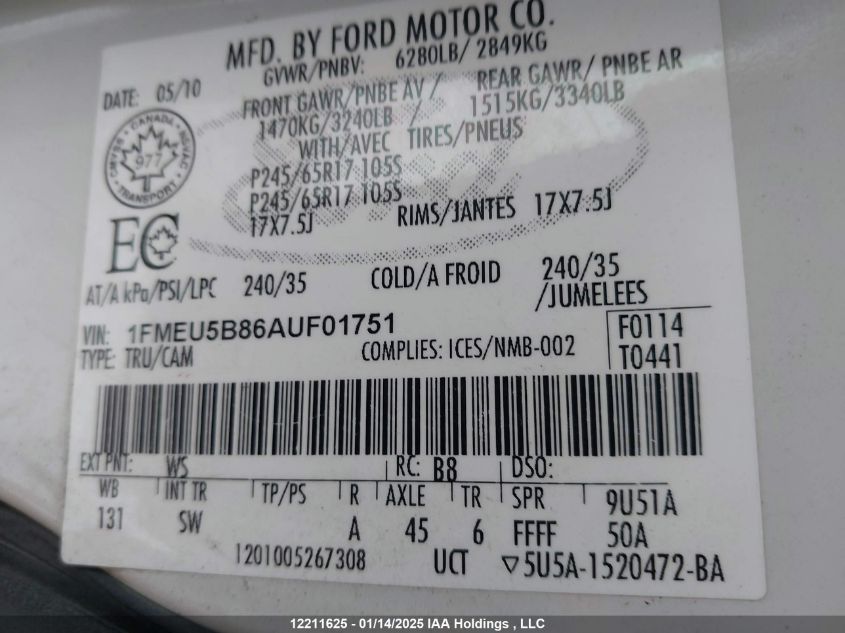 MFD. BY FORD MOTOR CO.
DATE: 05/10
GVWR/PNBV: 6280LB/ 2849KG
FRONT GAWR/PNBE AV / REAR GAWR/ PNBE AR
1470KG/3240LB / 1515KG/3340LB
WITH/AVEC TIRES/PNEUS
P245/65R17 105S
P245/65R17 105S
17X7.5J RIMS/JANTES 17X7.5J
CANADA
977
TRANSPORT
EC
AT/A kPa/PSI/LPC 240/35 COLD/A FROID 240/35
/JUMELEES
VIN: 1FMEU5B86AUF01751 F0114
TYPE: TRU/CAM COMPLIES: ICES/NMB-002 T0441
EXT PNT: WS RC: B8 DSO:
WB INT TR TP/PS R AXLE TR SPR 9U51A
131 SW A 45 6 FFFF 50A
1201005267308 UCT ▽5U5A-1520472-BA
12211625 - 01/14/2025 IAA Holdings , LLC